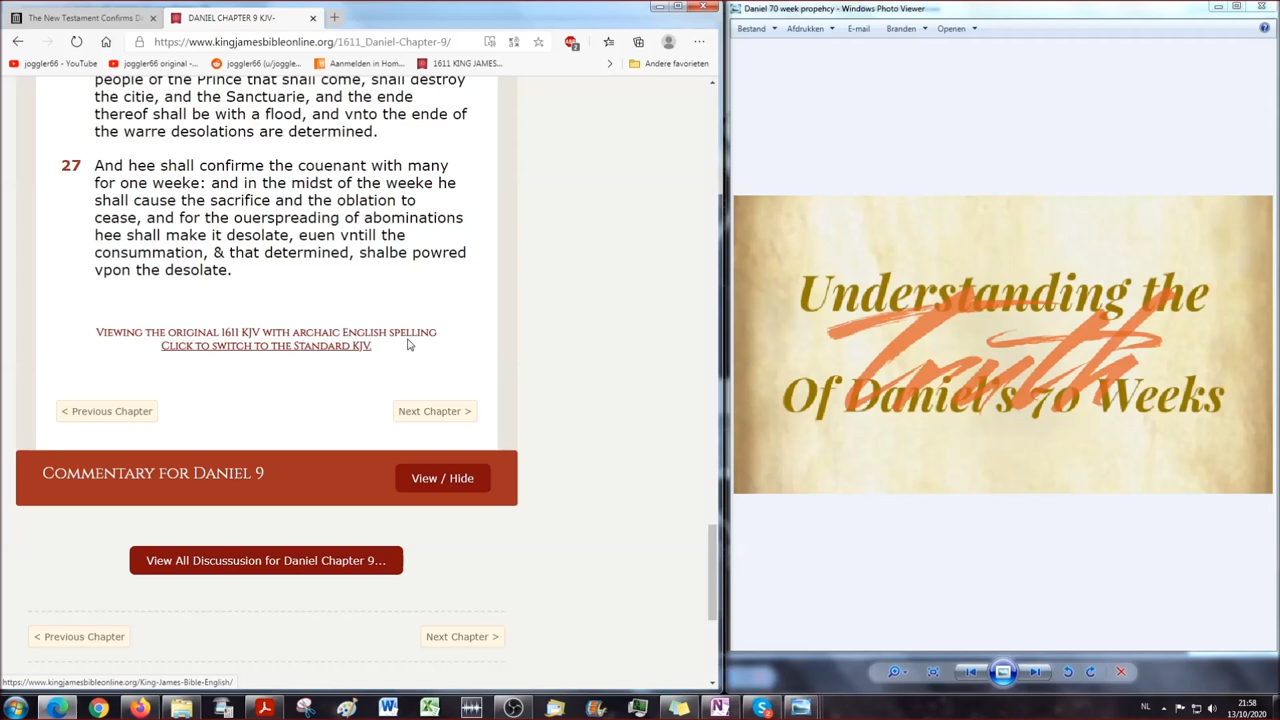 The New Testament Confirms D
DANIEL CHAPTER 9 KJV-
https://www.kingjamesbibleonline.org/1611_Daniel-Chapter-9/
joggler66 - YouTube
joggler66 original -...
joggler66 (u/joggle...
Aanmelden in Hom...
1611 KING JAMES...
Andere favorieten
people of the Prince that shall come, shall destroy
the citie, and the Sanctuarie, and the ende
thereof shall be with a flood, and vnto the ende of
the warre desolations are determined.
27 And hee shall confirme the couenant with many
for one weeke: and in the midst of the weeke he
shall cause the sacrifice and the oblation to
cease, and for the ouerspreading of abominations
hee shall make it desolate, euen vntill the
consummation, & that determined, shalbe powred
vpon the desolate.
Viewing the original 1611 KJV with archaic English spelling
Click to switch to the Standard KJV.
< Previous Chapter
Next Chapter >
Commentary for Daniel 9
View / Hide
View All Discussusion for Daniel Chapter 9...
< Previous Chapter
Next Chapter >
https://www.kingjamesbibleonline.org/King-James-Bible-English/
Daniel 70 week propehcy - Windows Photo Viewer
Bestand
Afdrukken
E-mail
Branden
Openen
Understanding the
Truth
Of Daniel's 70 Weeks
NL
21:58
13/10/2020